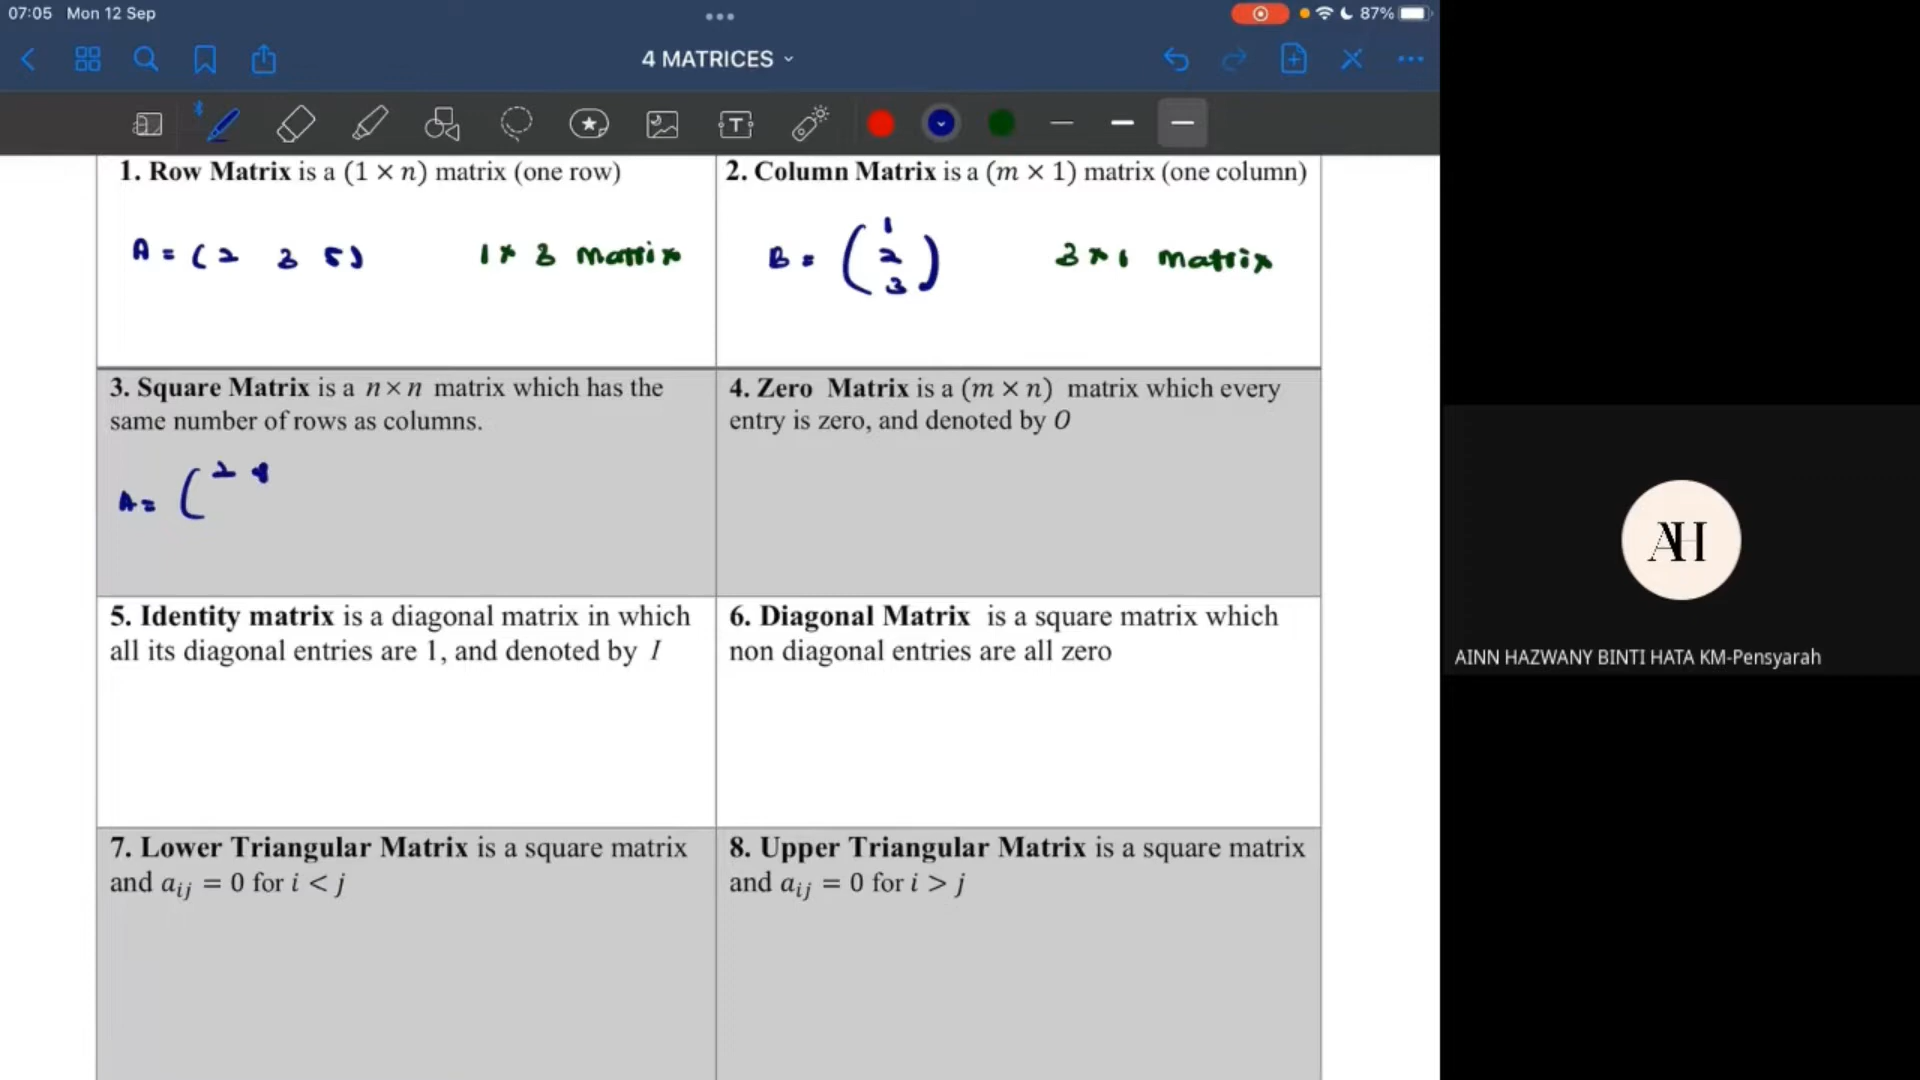 07:05 Mon 12 Sep
87%
4 MATRICES
T
1. Row Matrix is a (1 × n) matrix (one row)
A = ( 2 3 5 )
1 × 3 matrix
2. Column Matrix is a (m × 1) matrix (one column)
B = ( 1
2
3 )
3 × 1 matrix
3. Square Matrix is a n × n matrix which has the
same number of rows as columns.
A = ( 2
4. Zero Matrix is a (m × n) matrix which every
entry is zero, and denoted by O
5. Identity matrix is a diagonal matrix in which
all its diagonal entries are 1, and denoted by I
6. Diagonal Matrix is a square matrix which
non diagonal entries are all zero
7. Lower Triangular Matrix is a square matrix
and aᵢⱼ = 0 for i < j
8. Upper Triangular Matrix is a square matrix
and aᵢⱼ = 0 for i > j
AH
AINN HAZWANY BINTI HATA KM-Pensyarah